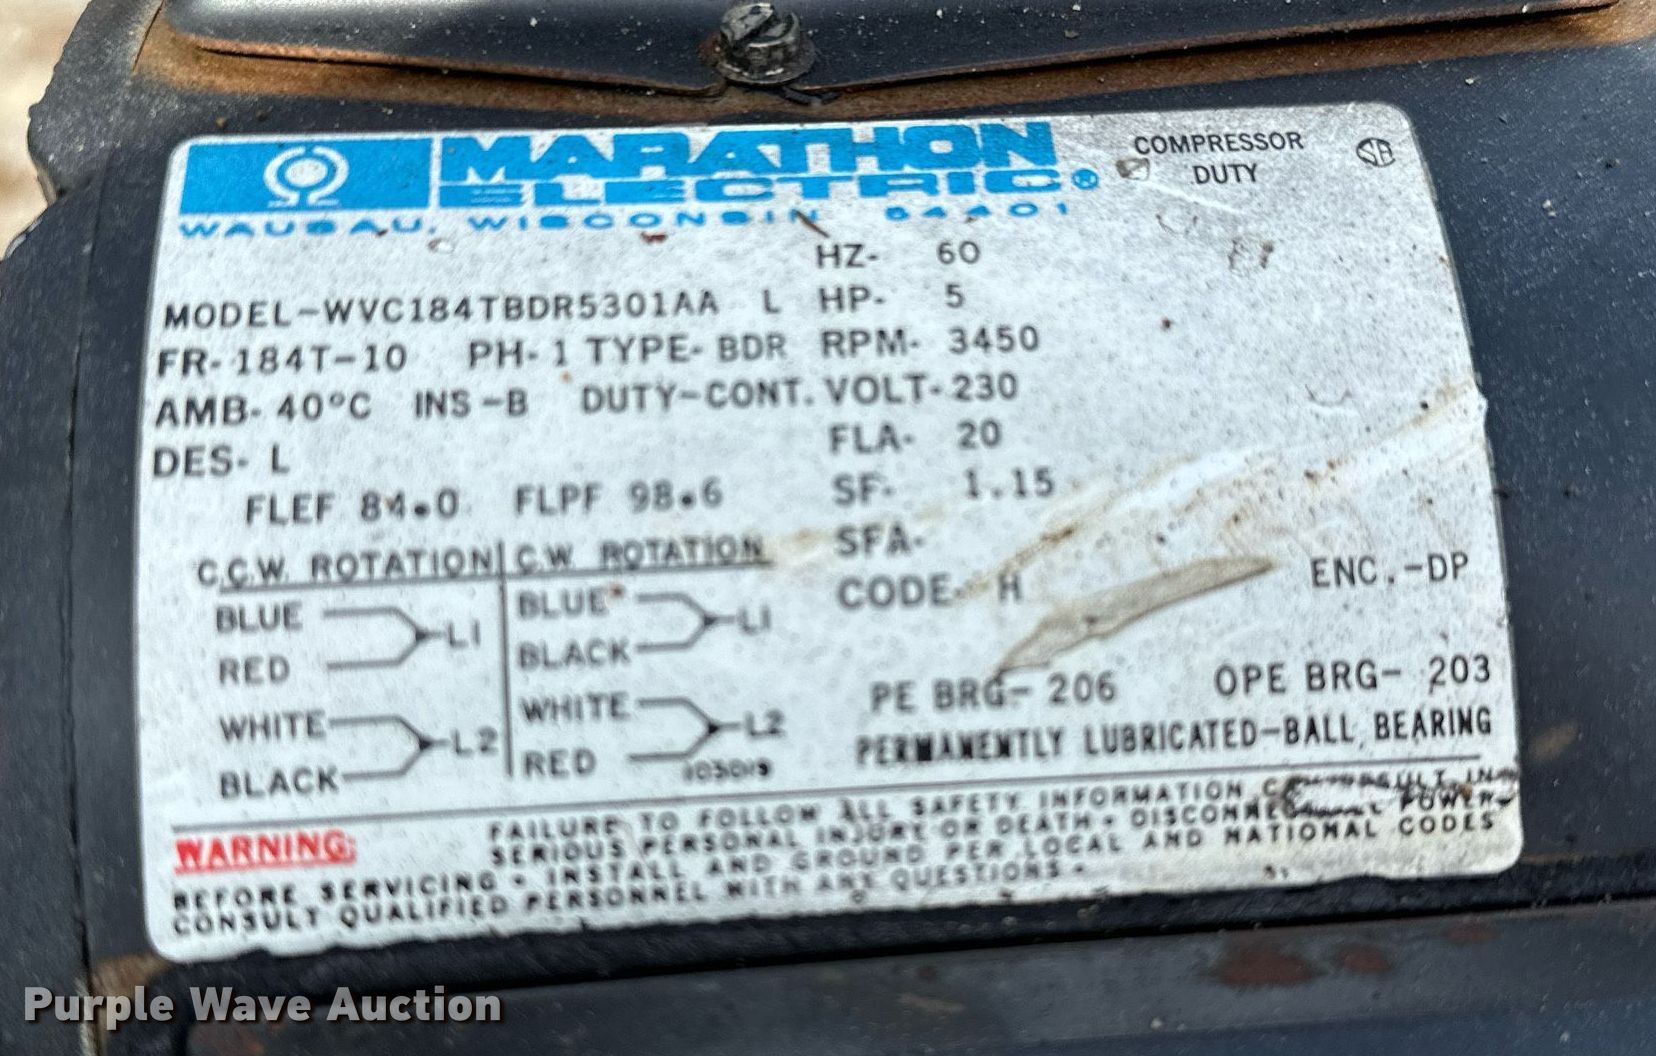 MARATHON
ELECTRIC®
WAUSAU, WISCONSIN 54401
COMPRESSOR
DUTY
HZ- 60
MODEL-WVC184TBDR5301AA L HP- 5
FR-184T-10 PH-1 TYPE-BDR RPM- 3450
AMB-40°C INS-B DUTY-CONT. VOLT-230
DES- L FLA- 20
FLEF 84.0 FLPF 98.6 SF- 1.15
SFA-
CODE- H ENC.-DP
C.C.W. ROTATION
BLUE
RED
L1
WHITE
BLACK
L2
C.W. ROTATION
BLUE
BLACK
L1
WHITE
RED
L2
103019
PE BRG- 206 OPE BRG- 203
PERMANENTLY LUBRICATED-BALL BEARING
WARNING: FAILURE TO FOLLOW ALL SAFETY INFORMATION RESULT IN
SERIOUS PERSONAL INJURY OR DEATH • DISCONNECT POWER
BEFORE SERVICING • INSTALL AND GROUND PER LOCAL AND NATIONAL CODES
CONSULT QUALIFIED PERSONNEL WITH ANY QUESTIONS •
Purple Wave Auction